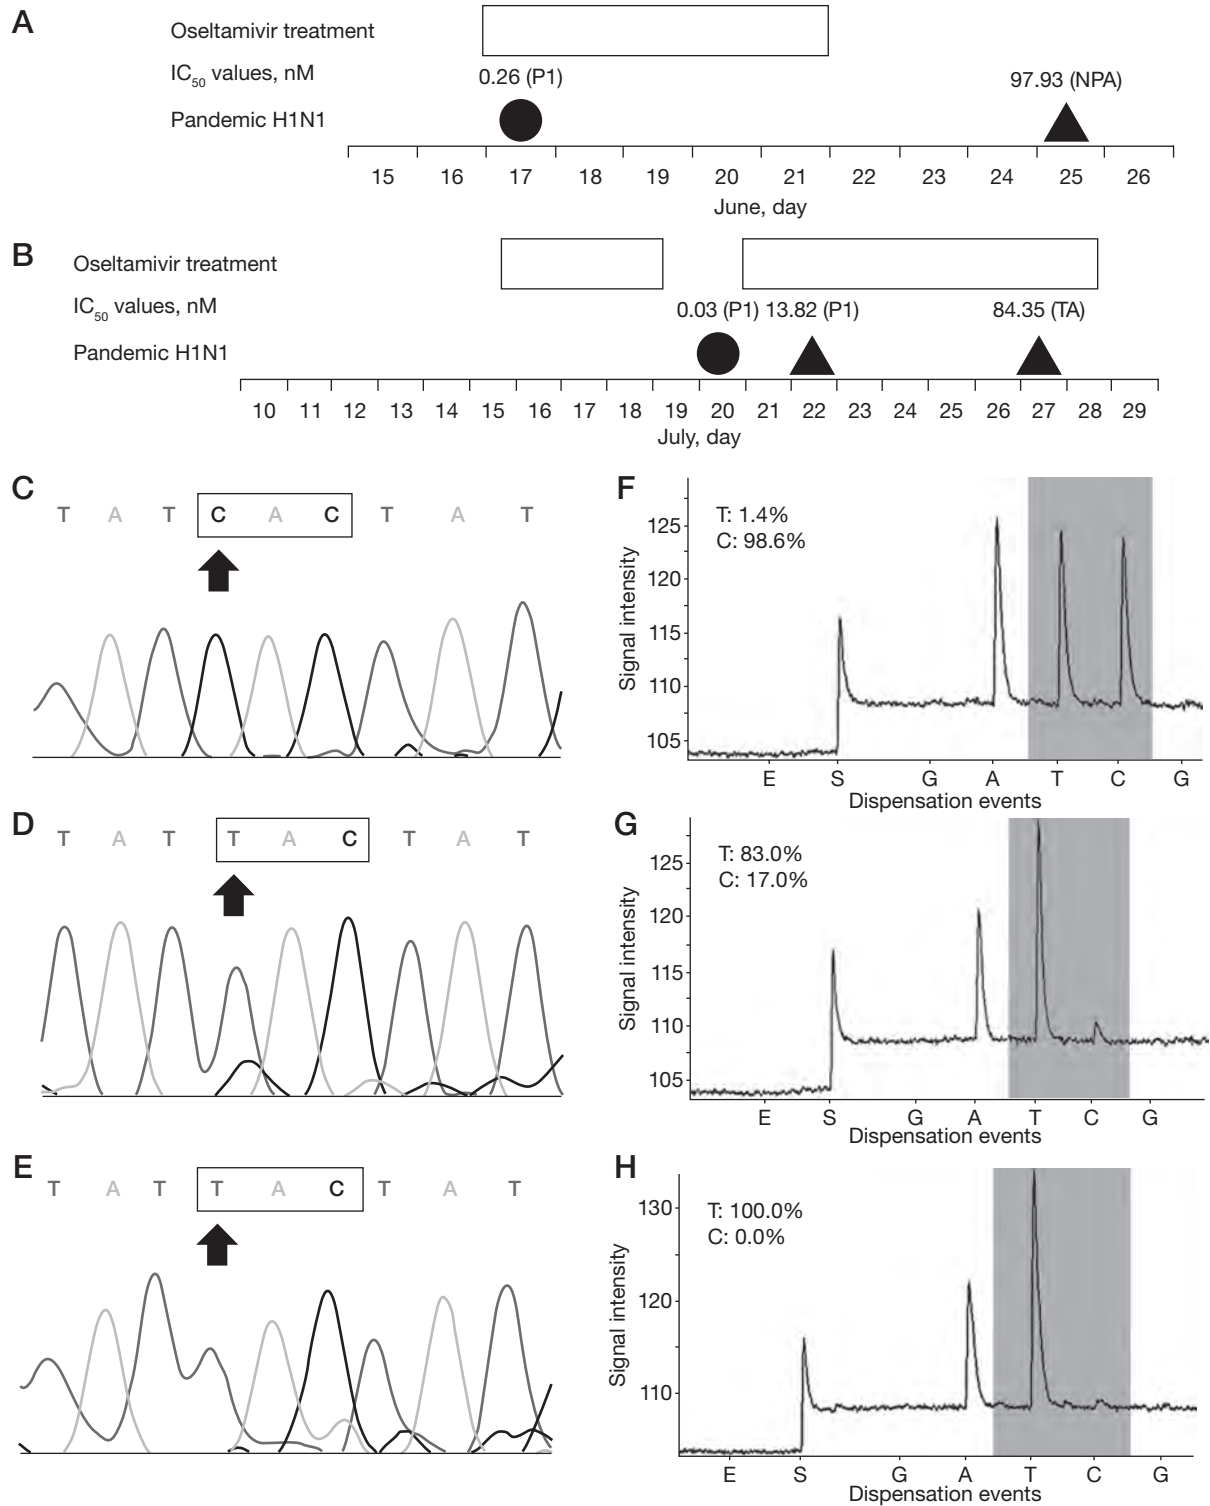 A
Oseltamivir treatment
IC50 values, nM
0.26 (P1) 97.93 (NPA)
Pandemic H1N1
15 16 17 18 19 20 21 22 23 24 25 26
June, day
B
Oseltamivir treatment
IC50 values, nM
0.03 (P1) 13.82 (P1) 84.35 (TA)
Pandemic H1N1
10 11 12 13 14 15 16 17 18 19 20 21 22 23 24 25 26 27 28 29
July, day
C
T A T C A C T A T
F
T: 1.4%
C: 98.6%
Signal intensity
125
120
115
110
105
E S G A T C G
Dispensation events
D
T A T T A C T A T
G
T: 83.0%
C: 17.0%
Signal intensity
125
120
115
110
105
E S G A T C G
Dispensation events
E
T A T T A C T A T
H
T: 100.0%
C: 0.0%
Signal intensity
130
120
110
E S G A T C G
Dispensation events